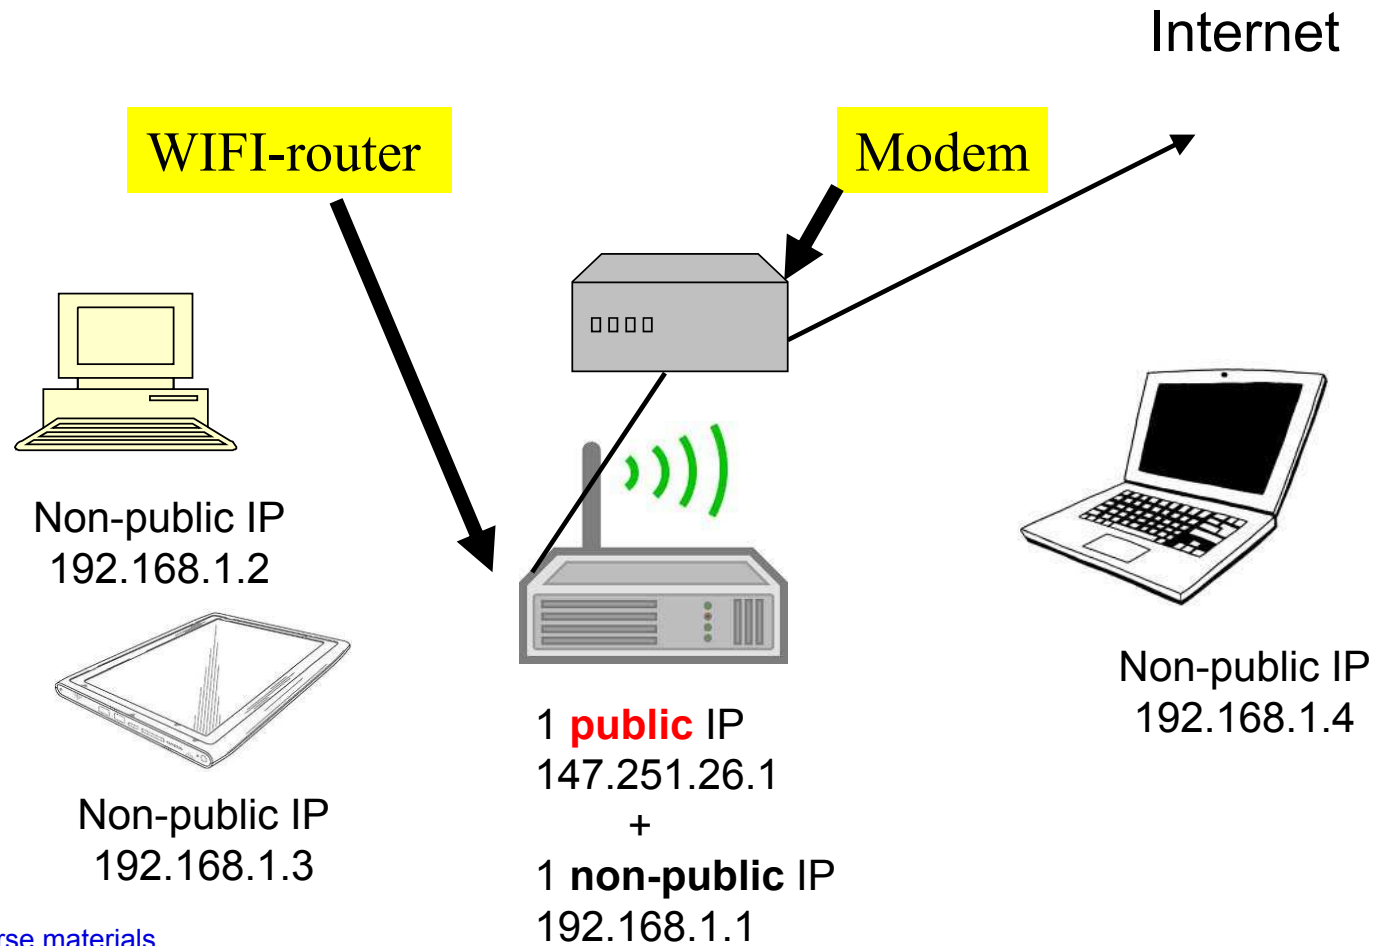 Internet
WIFI-router
Modem
Non-public IP
192.168.1.2
Non-public IP
192.168.1.3
1 public IP
147.251.26.1
+
1 non-public IP
192.168.1.1
Non-public IP
192.168.1.4
materials